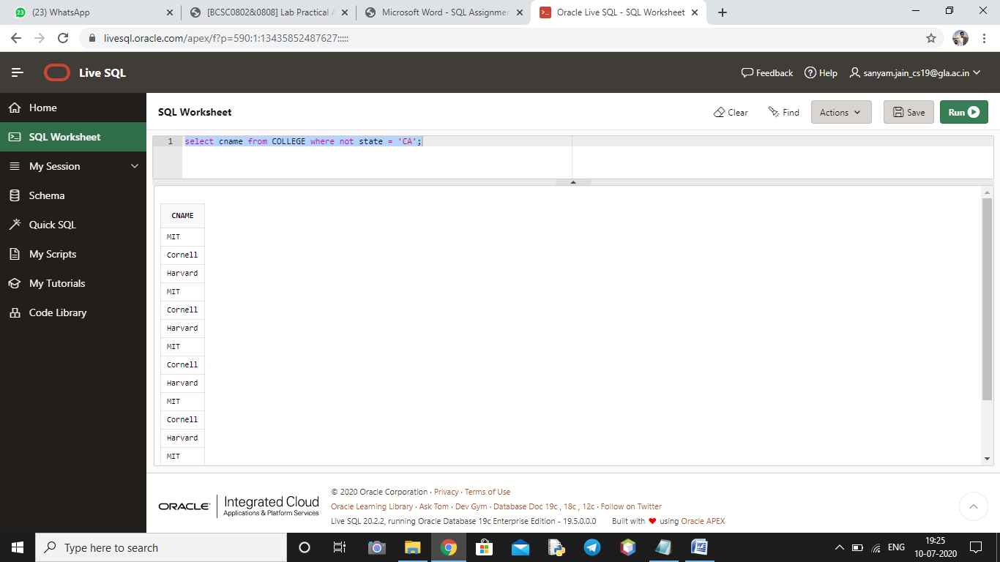 (23) WhatsApp
[BCSC0802&0808] Lab Practical A
Microsoft Word - SQL Assignmen
Oracle Live SQL - SQL Worksheet
livesql.oracle.com/apex/f?p=590:1:13435852487627:::::
Live SQL
Feedback
Help
sanyam.jain_cs19@gla.ac.in
Home
SQL Worksheet
My Session
Schema
Quick SQL
My Scripts
My Tutorials
Code Library
SQL Worksheet
Clear
Find
Actions
Save
Run
1 select cname from COLLEGE where not state = 'CA';
CNAME
MIT
Cornell
Harvard
MIT
Cornell
Harvard
MIT
Cornell
Harvard
MIT
Cornell
Harvard
MIT
ORACLE
Integrated Cloud
Applications & Platform Services
© 2020 Oracle Corporation · Privacy · Terms of Use
Oracle Learning Library · Ask Tom · Dev Gym · Database Doc 19c , 18c , 12c · Follow on Twitter
Live SQL 20.2.2, running Oracle Database 19c Enterprise Edition - 19.5.0.0.0 Built with ♥ using Oracle APEX
Type here to search
ENG
19:25
10-07-2020